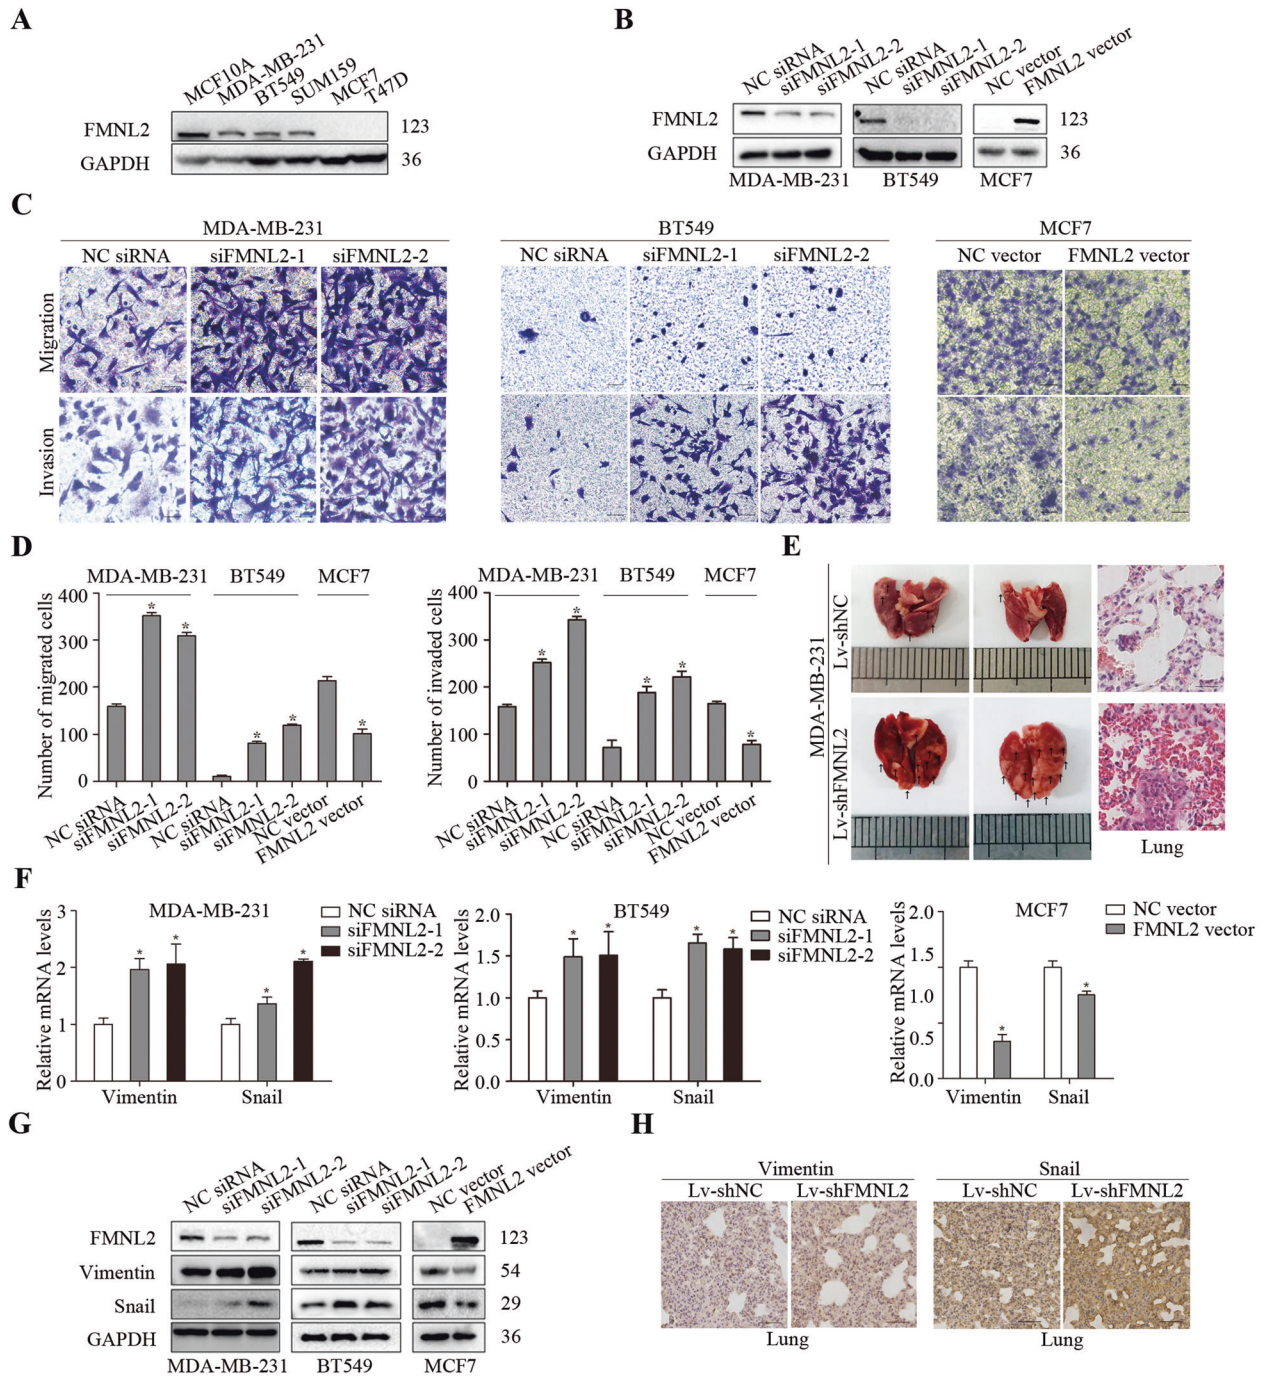 A
MCF10A
MDA-MB-231
BT549
SUM159
MCF7
T47D
FMNL2
123
GAPDH
36
B
NC siRNA
siFMNL2-1
siFMNL2-2
NC siRNA
siFMNL2-1
siFMNL2-2
NC vector
FMNL2 vector
FMNL2
123
GAPDH
36
MDA-MB-231
BT549
MCF7
C
MDA-MB-231
BT549
MCF7
NC siRNA
siFMNL2-1
siFMNL2-2
NC siRNA
siFMNL2-1
siFMNL2-2
NC vector
FMNL2 vector
Migration
Invasion
D
MDA-MB-231
BT549
MCF7
Number of migrated cells
400
300
200
100
0
NC siRNA
siFMNL2-1
siFMNL2-2
NC siRNA
siFMNL2-1
siFMNL2-2
NC vector
FMNL2 vector
* * * * *
MDA-MB-231
BT549
MCF7
Number of invaded cells
400
300
200
100
0
NC siRNA
siFMNL2-1
siFMNL2-2
NC siRNA
siFMNL2-1
siFMNL2-2
NC vector
FMNL2 vector
* * * * *
E
MDA-MB-231
Lv-shNC
Lv-shFMNL2
Lung
F
MDA-MB-231
Relative mRNA levels
3
2
1
0
* * * *
Vimentin
Snail
NC siRNA
siFMNL2-1
siFMNL2-2
BT549
Relative mRNA levels
2.0
1.5
1.0
0.5
0.0
* * * *
Vimentin
Snail
NC siRNA
siFMNL2-1
siFMNL2-2
MCF7
Relative mRNA levels
2.0
1.5
1.0
0.5
0.0
* *
Vimentin
Snail
NC vector
FMNL2 vector
G
NC siRNA
siFMNL2-1
siFMNL2-2
NC siRNA
siFMNL2-1
siFMNL2-2
NC vector
FMNL2 vector
FMNL2
123
Vimentin
54
Snail
29
GAPDH
36
MDA-MB-231
BT549
MCF7
H
Vimentin
Snail
Lv-shNC
Lv-shFMNL2
Lv-shNC
Lv-shFMNL2
Lung
Lung